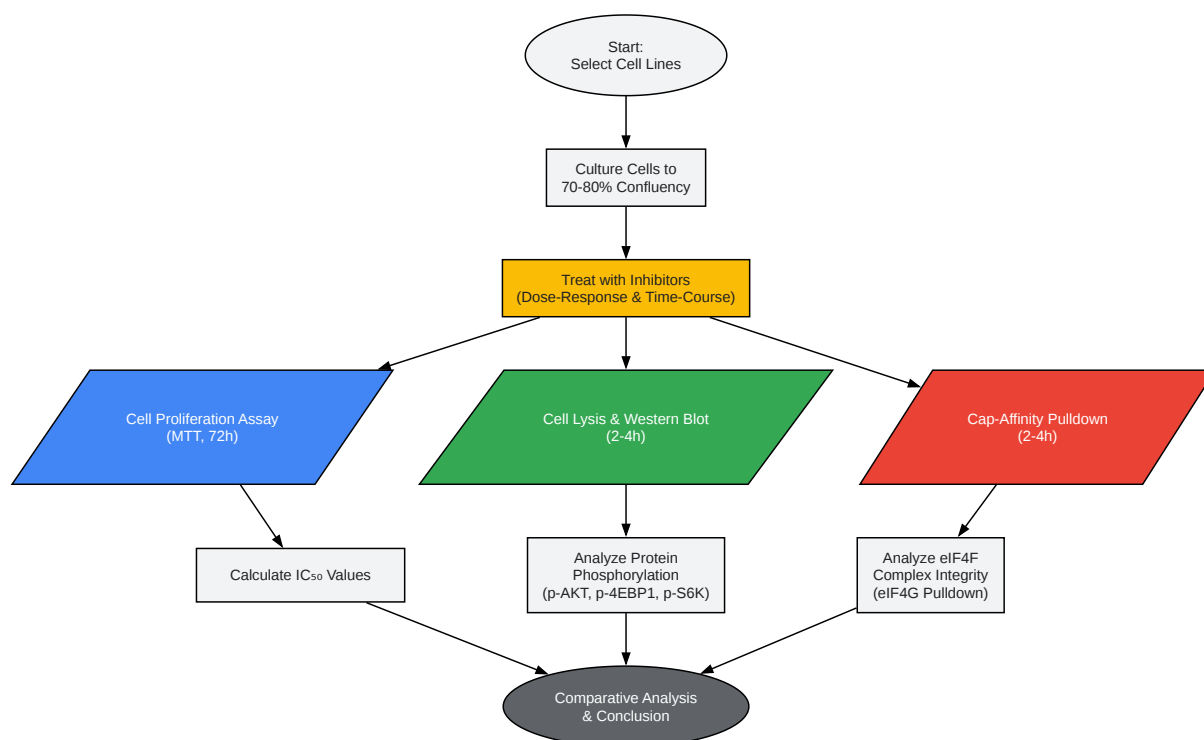 Start:
Select Cell Lines
Culture Cells to
70-80% Confluency
Treat with Inhibitors
(Dose-Response & Time-Course)
Cell Proliferation Assay
(MTT, 72h)
Cell Lysis & Western Blot
(2-4h)
Cap-Affinity Pulldown
(2-4h)
Calculate IC₅₀ Values
Analyze Protein
Phosphorylation
(p-AKT, p-4EBP1, p-S6K)
Analyze eIF4F
Complex Integrity
(eIF4G Pulldown)
Comparative Analysis
& Conclusion